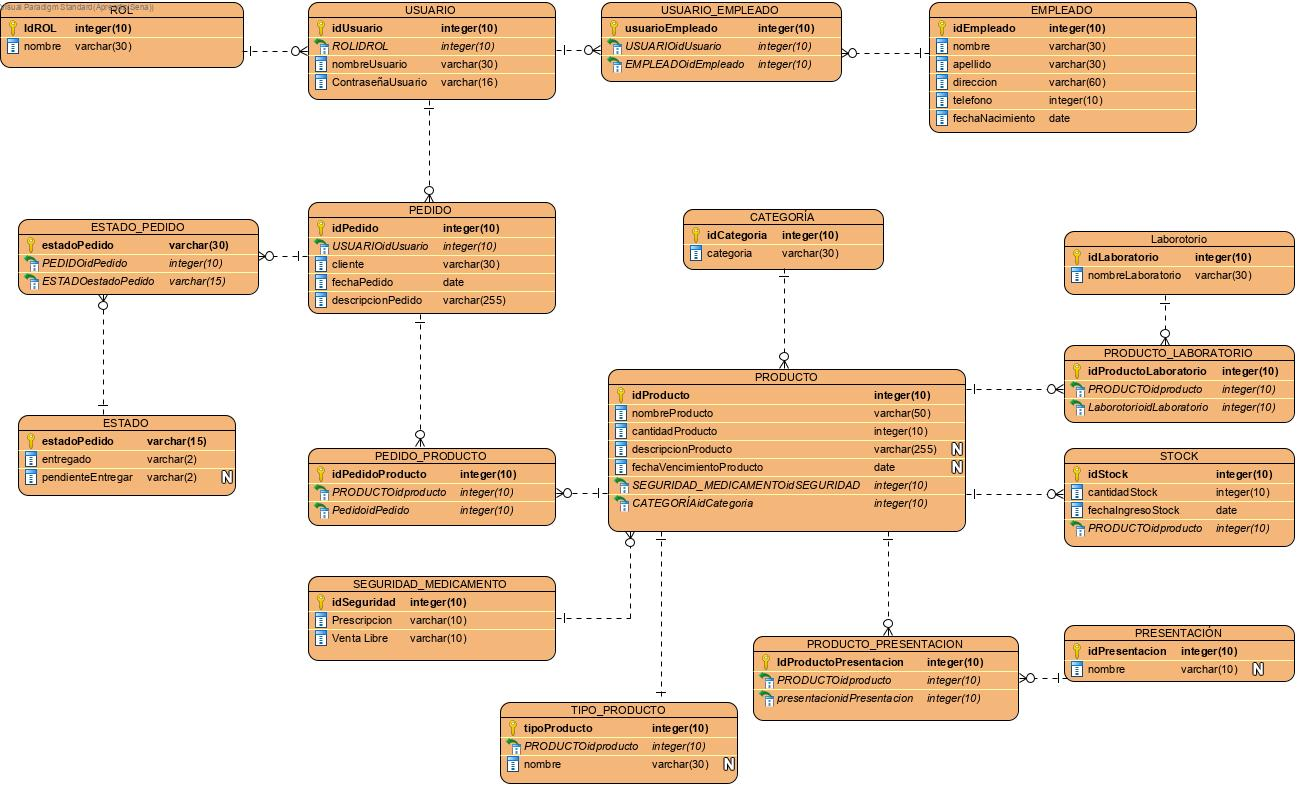 Visual Paradigm Standard(Aprendiz(Sena))
ROL
IdROL integer(10)
nombre varchar(30)
USUARIO
idUsuario integer(10)
ROLIDROL integer(10)
nombreUsuario varchar(30)
ContraseñaUsuario varchar(16)
USUARIO_EMPLEADO
usuarioEmpleado integer(10)
USUARIOidUsuario integer(10)
EMPLEADOidEmpleado integer(10)
EMPLEADO
idEmpleado integer(10)
nombre varchar(30)
apellido varchar(30)
direccion varchar(60)
telefono integer(10)
fechaNacimiento date
ESTADO_PEDIDO
estadoPedido varchar(30)
PEDIDOidPedido integer(10)
ESTADOestadoPedido varchar(15)
PEDIDO
idPedido integer(10)
USUARIOidUsuario integer(10)
cliente varchar(30)
fechaPedido date
descripcionPedido varchar(255)
CATEGORÍA
idCategoria integer(10)
categoria varchar(30)
Laborotorio
idLaboratorio integer(10)
nombreLaboratorio varchar(30)
PRODUCTO_LABORATORIO
idProductoLaboratorio integer(10)
PRODUCTOidproducto integer(10)
LaborotorioidLaboratorio integer(10)
PRODUCTO
idProducto integer(10)
nombreProducto varchar(50)
cantidadProducto integer(10)
descripcionProducto varchar(255) N
fechaVencimientoProducto date N
SEGURIDAD_MEDICAMENTOidSEGURIDAD integer(10)
CATEGORÍAidCategoria integer(10)
ESTADO
estadoPedido varchar(15)
entregado varchar(2)
pendienteEntregar varchar(2) N
PEDIDO_PRODUCTO
idPedidoProducto integer(10)
PRODUCTOidproducto integer(10)
PedidoidPedido integer(10)
STOCK
idStock integer(10)
cantidadStock integer(10)
fechaIngresoStock date
PRODUCTOidproducto integer(10)
SEGURIDAD_MEDICAMENTO
idSeguridad integer(10)
Prescripcion varchar(10)
Venta Libre varchar(10)
PRODUCTO_PRESENTACION
IdProductoPresentacion integer(10)
PRODUCTOidproducto integer(10)
presentacionidPresentacion integer(10)
PRESENTACIÓN
idPresentacion integer(10)
nombre varchar(10) N
TIPO_PRODUCTO
tipoProducto integer(10)
PRODUCTOidproducto integer(10)
nombre varchar(30) N